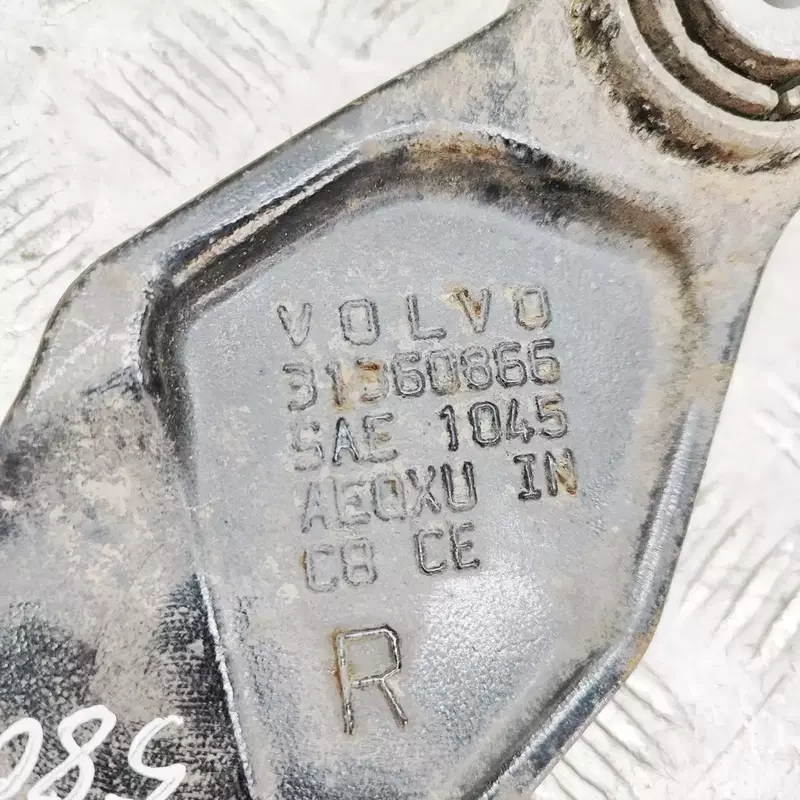 VOLVO
31360866
SAE 1045
AEQXU IN
C8 CE
R